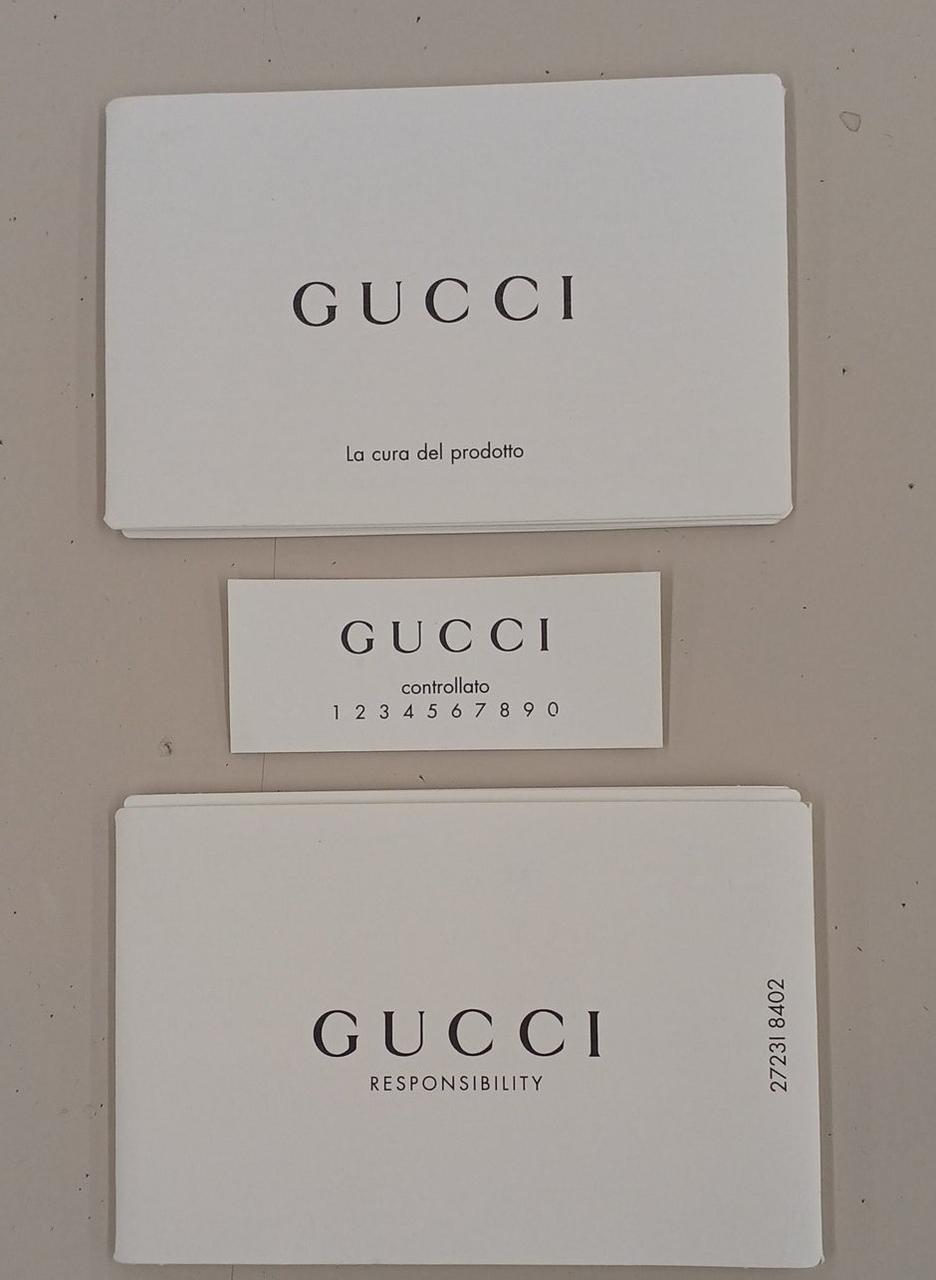 GUCCI
La cura del prodotto
GUCCI
controllato
1 2 3 4 5 6 7 8 9 0
GUCCI
RESPONSIBILITY
27231 8402